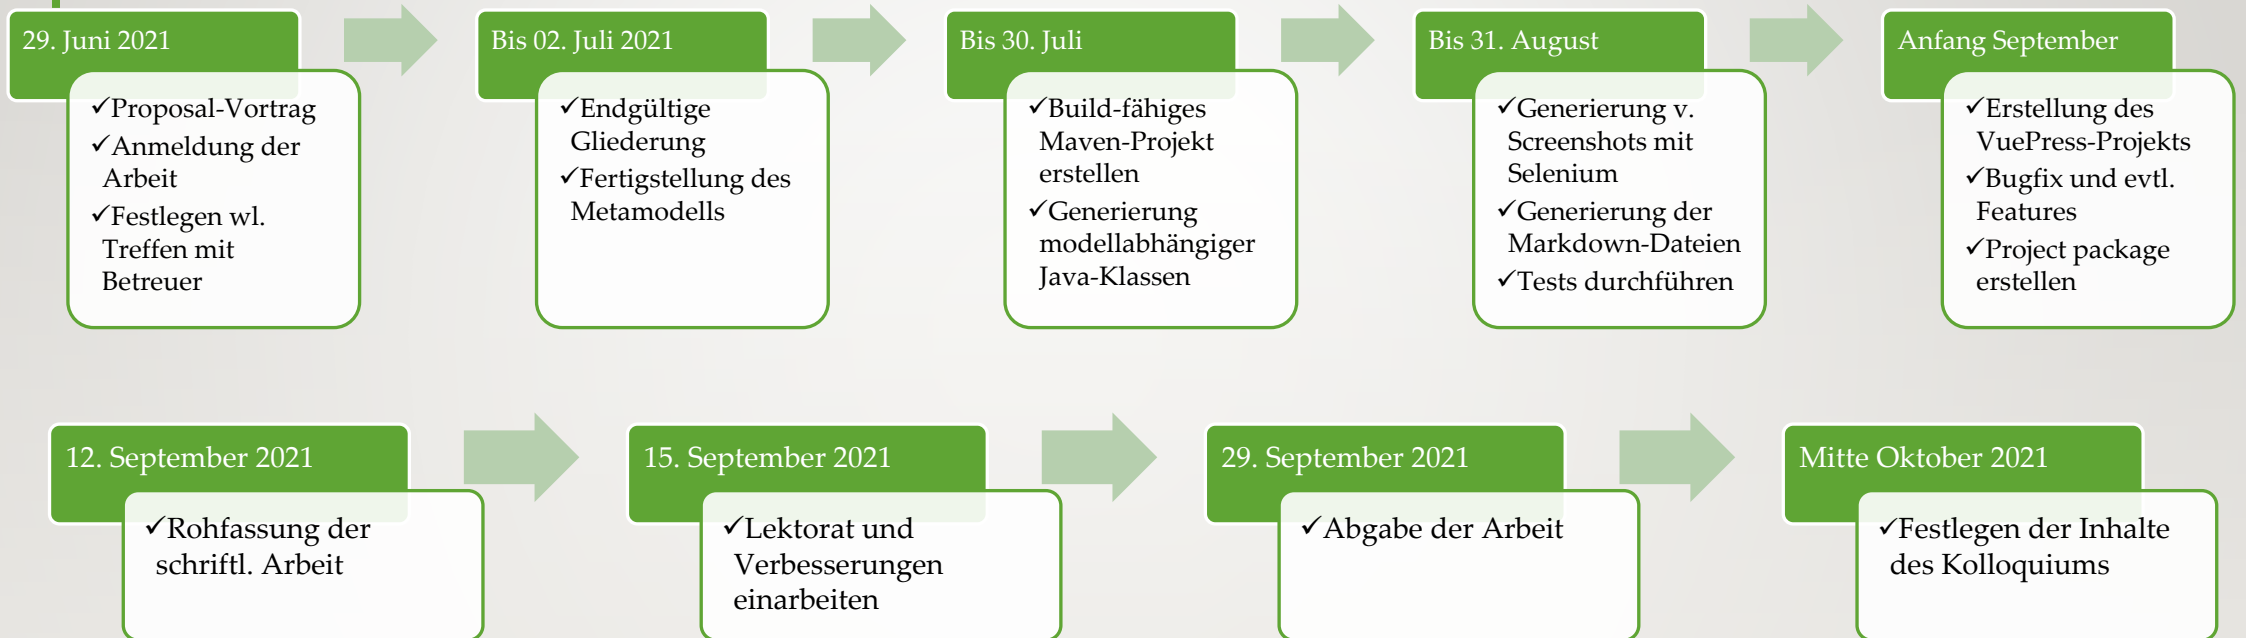 29. Juni 2021
✓Proposal-Vortrag
✓Anmeldung der
Arbeit
✓Festlegen wl.
Treffen mit
Betreuer
Bis 02. Juli 2021
✓Endgültige
Gliederung
✓Fertigstellung des
Metamodells
Bis 30. Juli
✓Build-fähiges
Maven-Projekt
erstellen
✓Generierung
modellabhängiger
Java-Klassen
Bis 31. August
✓Generierung v.
Screenshots mit
Selenium
✓Generierung der
Markdown-Dateien
✓Tests durchführen
Anfang September
✓Erstellung des
VuePress-Projekts
✓Bugfix und evtl.
Features
✓Project package
erstellen
12. September 2021
✓Rohfassung der
schriftl. Arbeit
15. September 2021
✓Lektorat und
Verbesserungen
einarbeiten
29. September 2021
✓Abgabe der Arbeit
Mitte Oktober 2021
✓Festlegen der Inhalte
des Kolloquiums